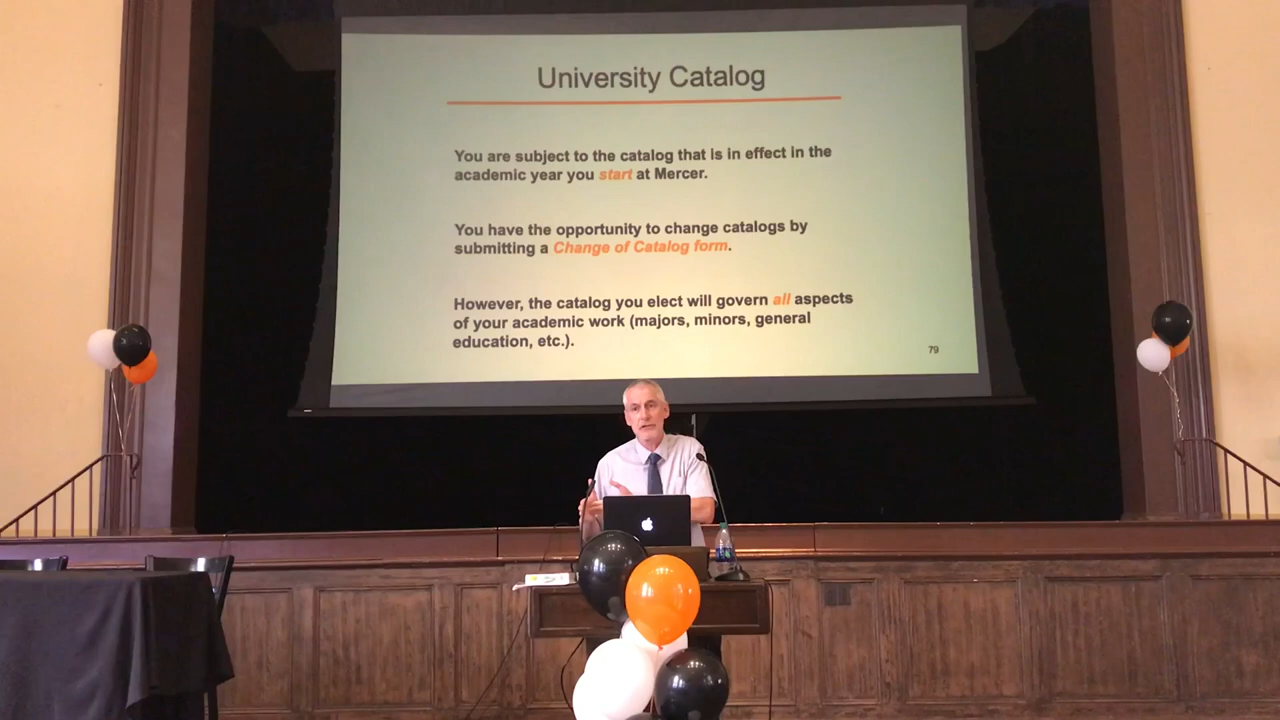 University Catalog
You are subject to the catalog that is in effect in the
academic year you start at Mercer.
You have the opportunity to change catalogs by
submitting a Change of Catalog form.
However, the catalog you elect will govern all aspects
of your academic work (majors, minors, general
education, etc.).
79